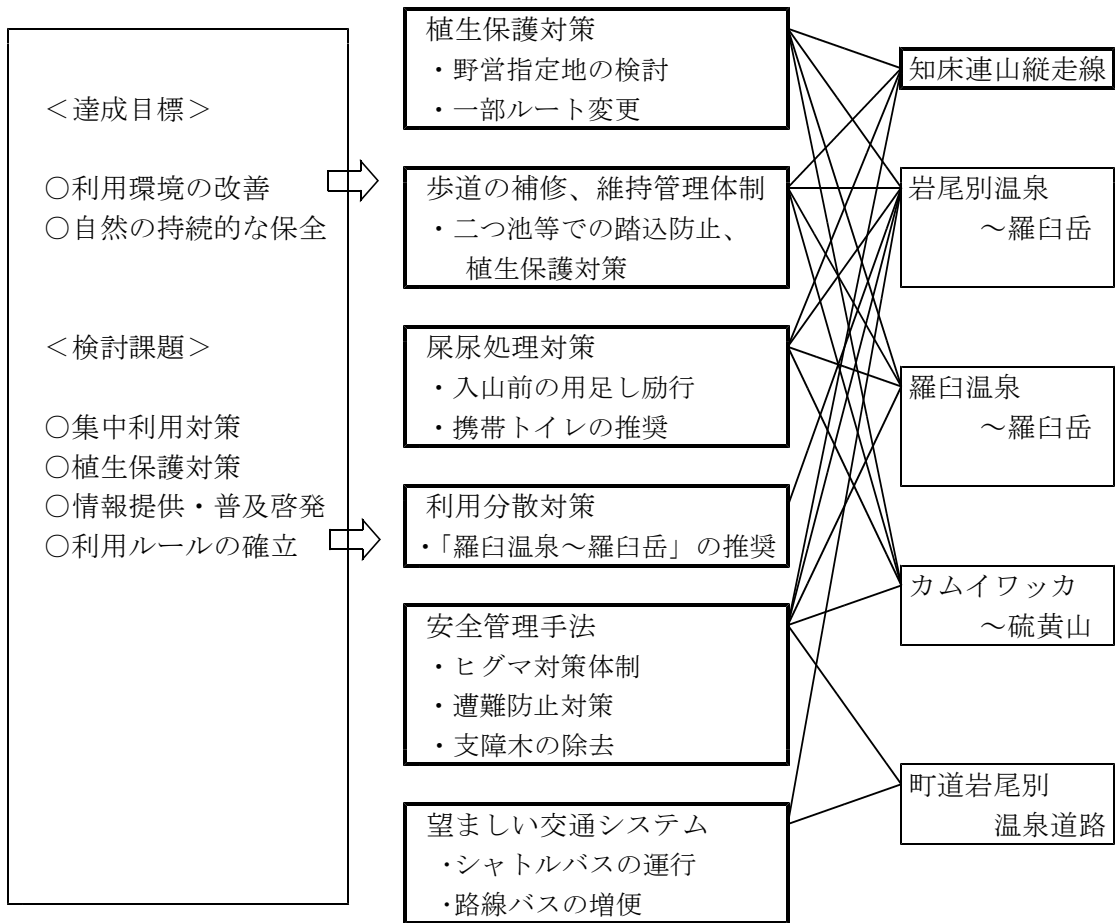 ＜達成目標＞
○利用環境の改善
○自然の持続的な保全
＜検討課題＞
○集中利用対策
○植生保護対策
○情報提供・普及啓発
○利用ルールの確立
植生保護対策
・野営指定地の検討
・一部ルート変更
歩道の補修、維持管理体制
・二つ池等での踏込防止、
植生保護対策
屎尿処理対策
・入山前の用足し励行
・携帯トイレの推奨
利用分散対策
・「羅臼温泉～羅臼岳」の推奨
安全管理手法
・ヒグマ対策体制
・遭難防止対策
・支障木の除去
望ましい交通システム
・シャトルバスの運行
・路線バスの増便
知床連山縦走線
岩尾別温泉
～羅臼岳
羅臼温泉
～羅臼岳
カムイワッカ
～硫黄山
町道岩尾別
温泉道路